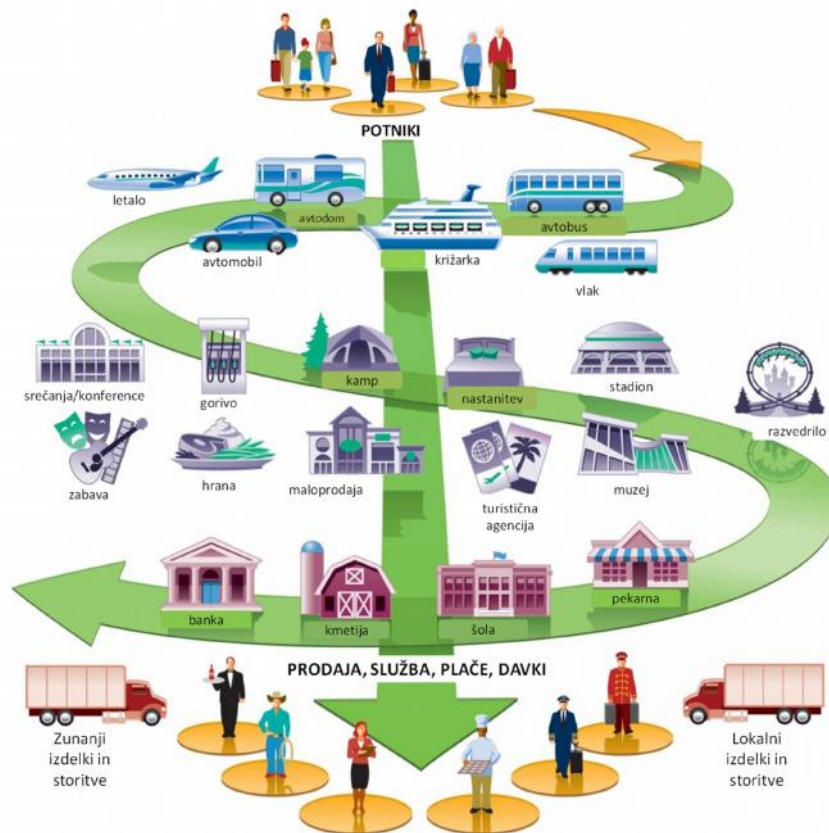 POTNIKI
letalo
avtodom
avtobus
avtomobil
križarka
vlak
srečanja/konference
gorivo
kamp
nastanitev
stadion
razvedrilo
zabava
hrana
maloprodaja
turistična
agencija
muzej
banka
kmetija
šola
pekarna
PRODAJA, SLUŽBA, PLAČE, DAVKI
Zunanji
izdelki in
storitve
Lokalni
izdelki in
storitve